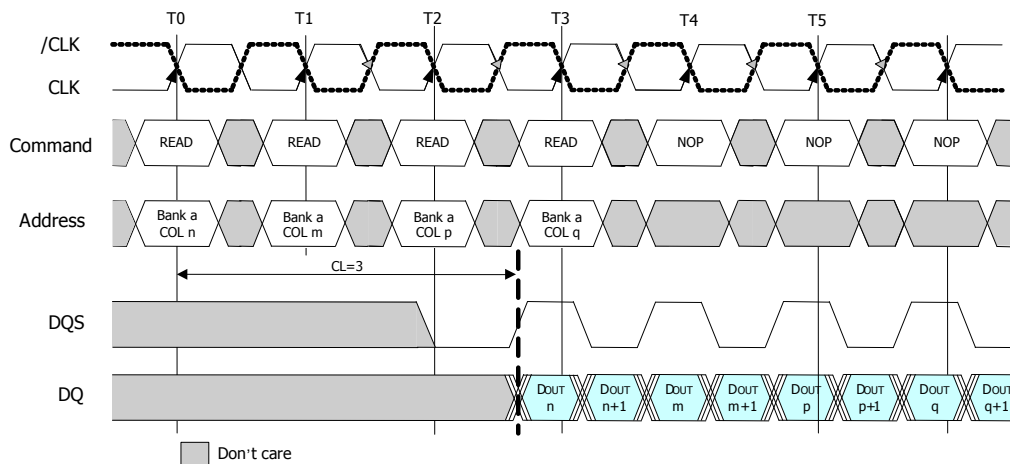 T0 T1 T2 T3 T4 T5
/CLK
CLK
Command READ READ READ READ NOP NOP NOP
Address Bank a COL n Bank a COL m Bank a COL p Bank a COL q
CL=3
DQS
DQ DOUT n DOUT n+1 DOUT m DOUT m+1 DOUT p DOUT p+1 DOUT q DOUT q+1
Don't care